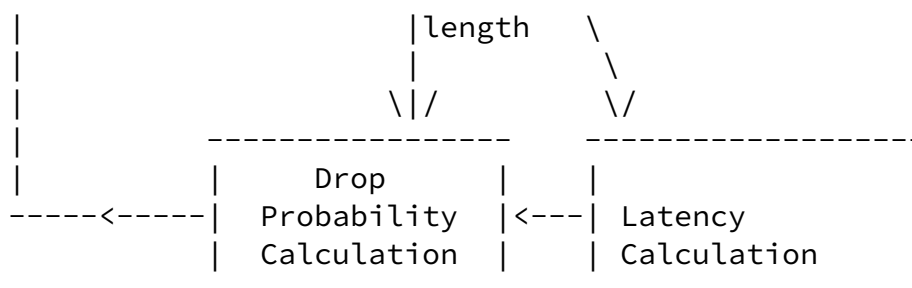 |                   |length   \
|                   |          \
|                  \|/         \/
|         -----------------   -------------------
|         |     Drop      |   |
-----<-----|  Probability  |<---| Latency
          |  Calculation  |   | Calculation